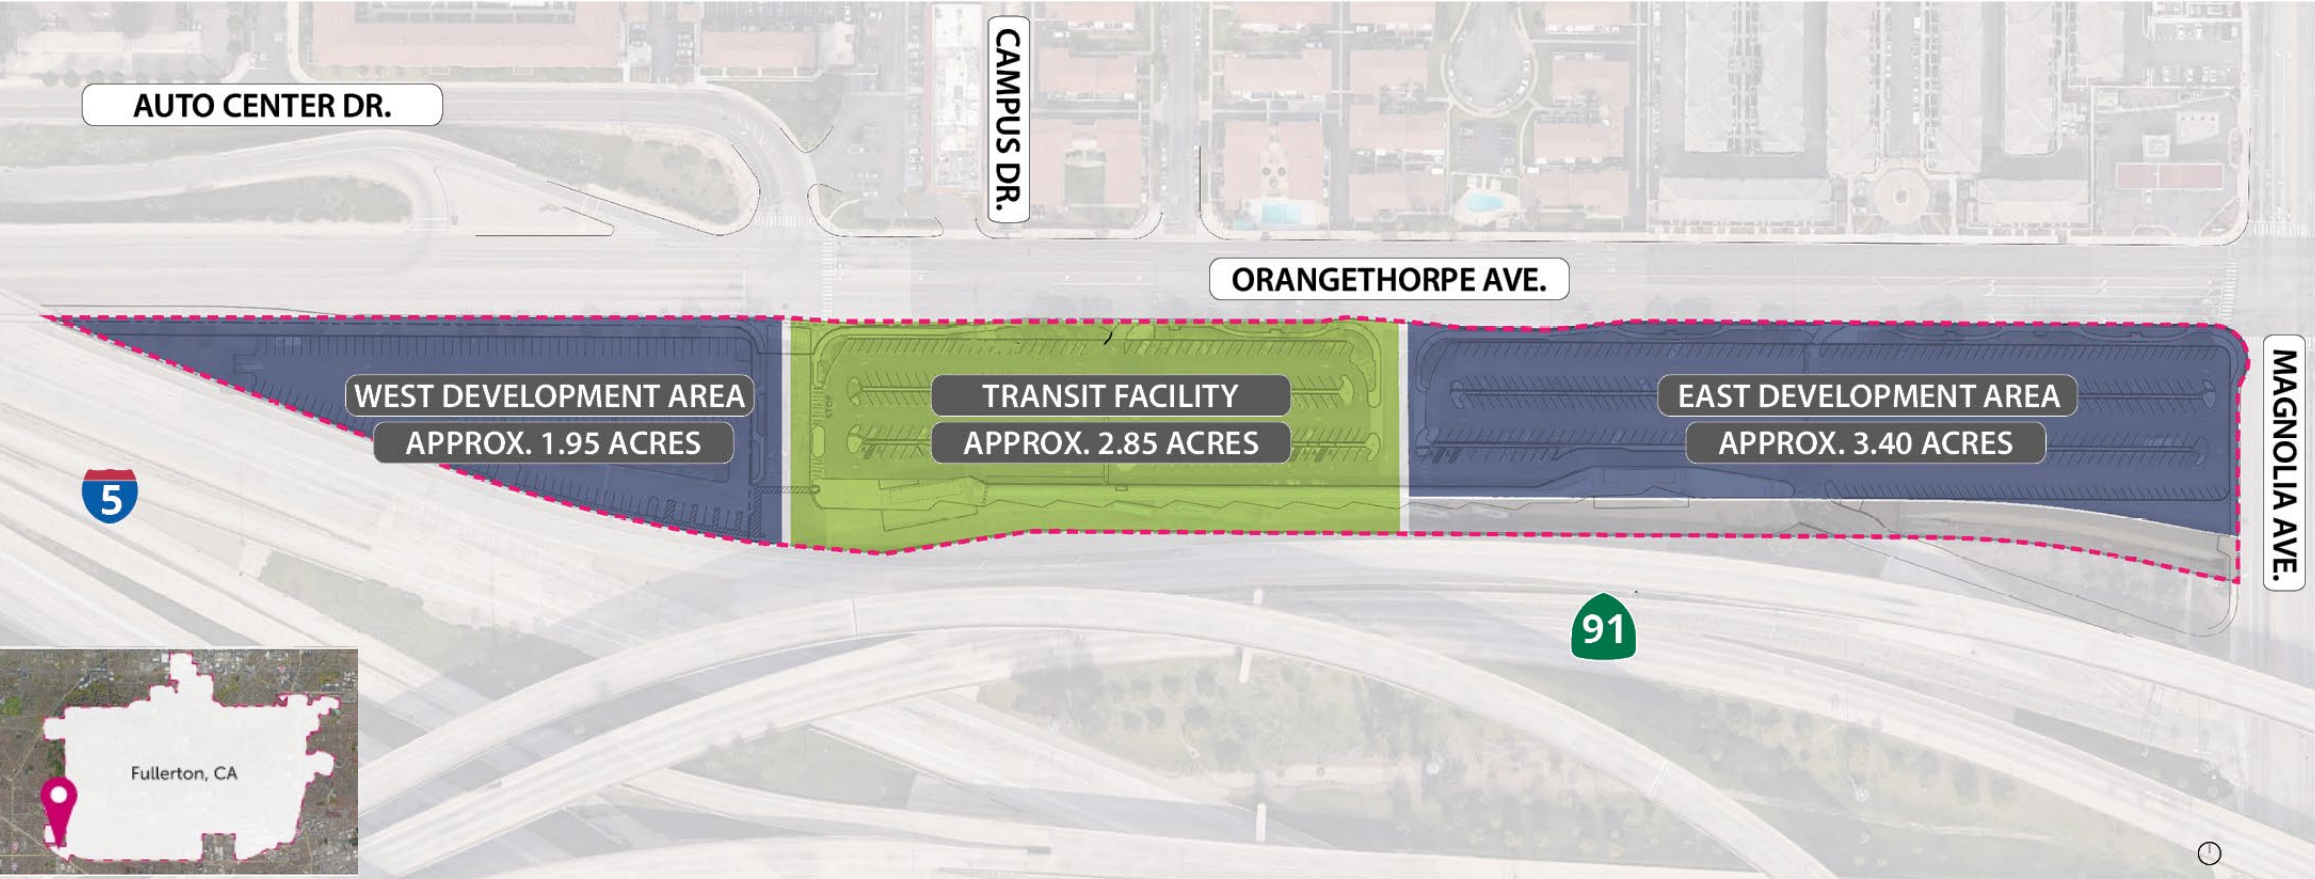 AUTO CENTER DR.
CAMPUS DR.
ORANGETHORPE AVE.
WEST DEVELOPMENT AREA
APPROX. 1.95 ACRES
STOP
TRANSIT FACILITY
APPROX. 2.85 ACRES
EAST DEVELOPMENT AREA
APPROX. 3.40 ACRES
MAGNOLIA AVE.
5
91
Fullerton, CA